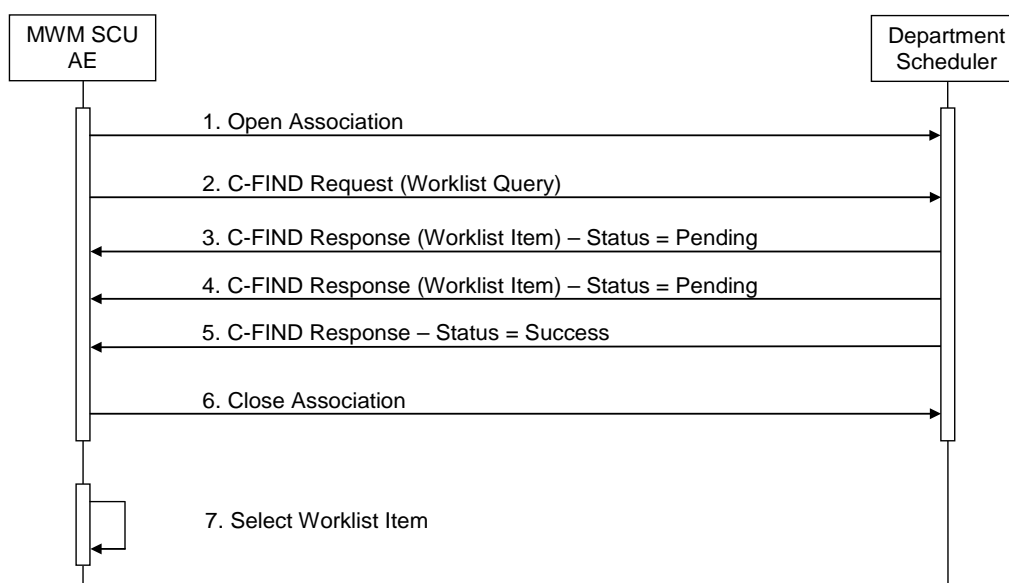 MWM SCU
AE
Department
Scheduler
1. Open Association
2. C-FIND Request (Worklist Query)
3. C-FIND Response (Worklist Item) – Status = Pending
4. C-FIND Response (Worklist Item) – Status = Pending
5. C-FIND Response – Status = Success
6. Close Association
7. Select Worklist Item